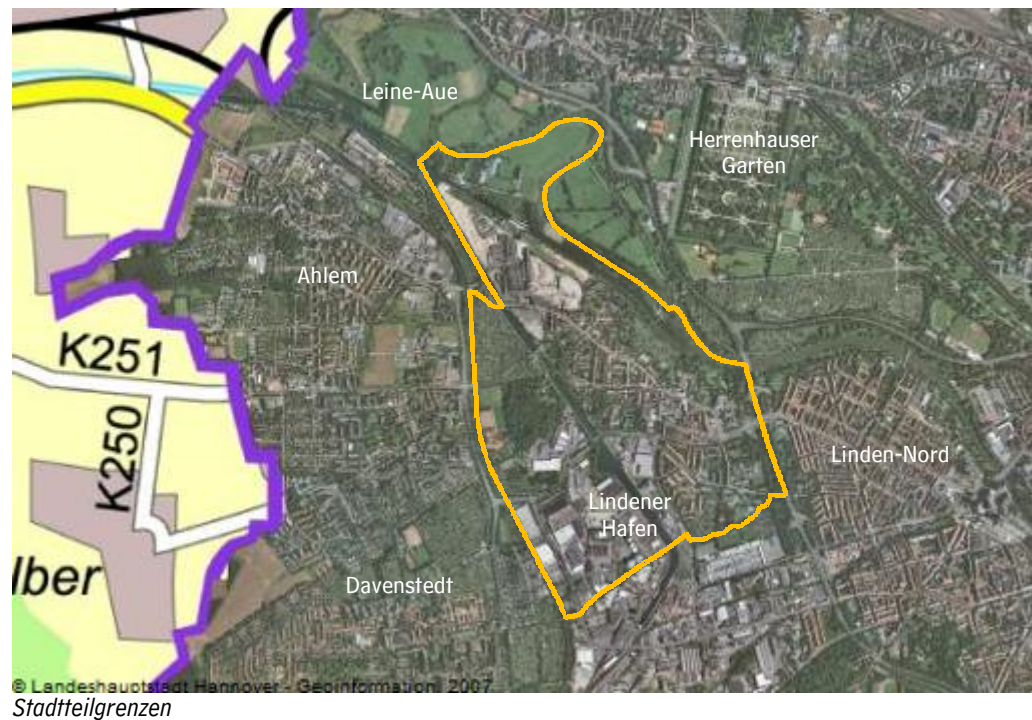 Leine-Aue
Herrenhauser
Garten
Ahlem
K251
K250
Linden-Nord
Lindener
Hafen
lber
Davenstedt
© Landeshauptstadt Hannover - Geoinformation, 2007
Stadtteilgrenzen